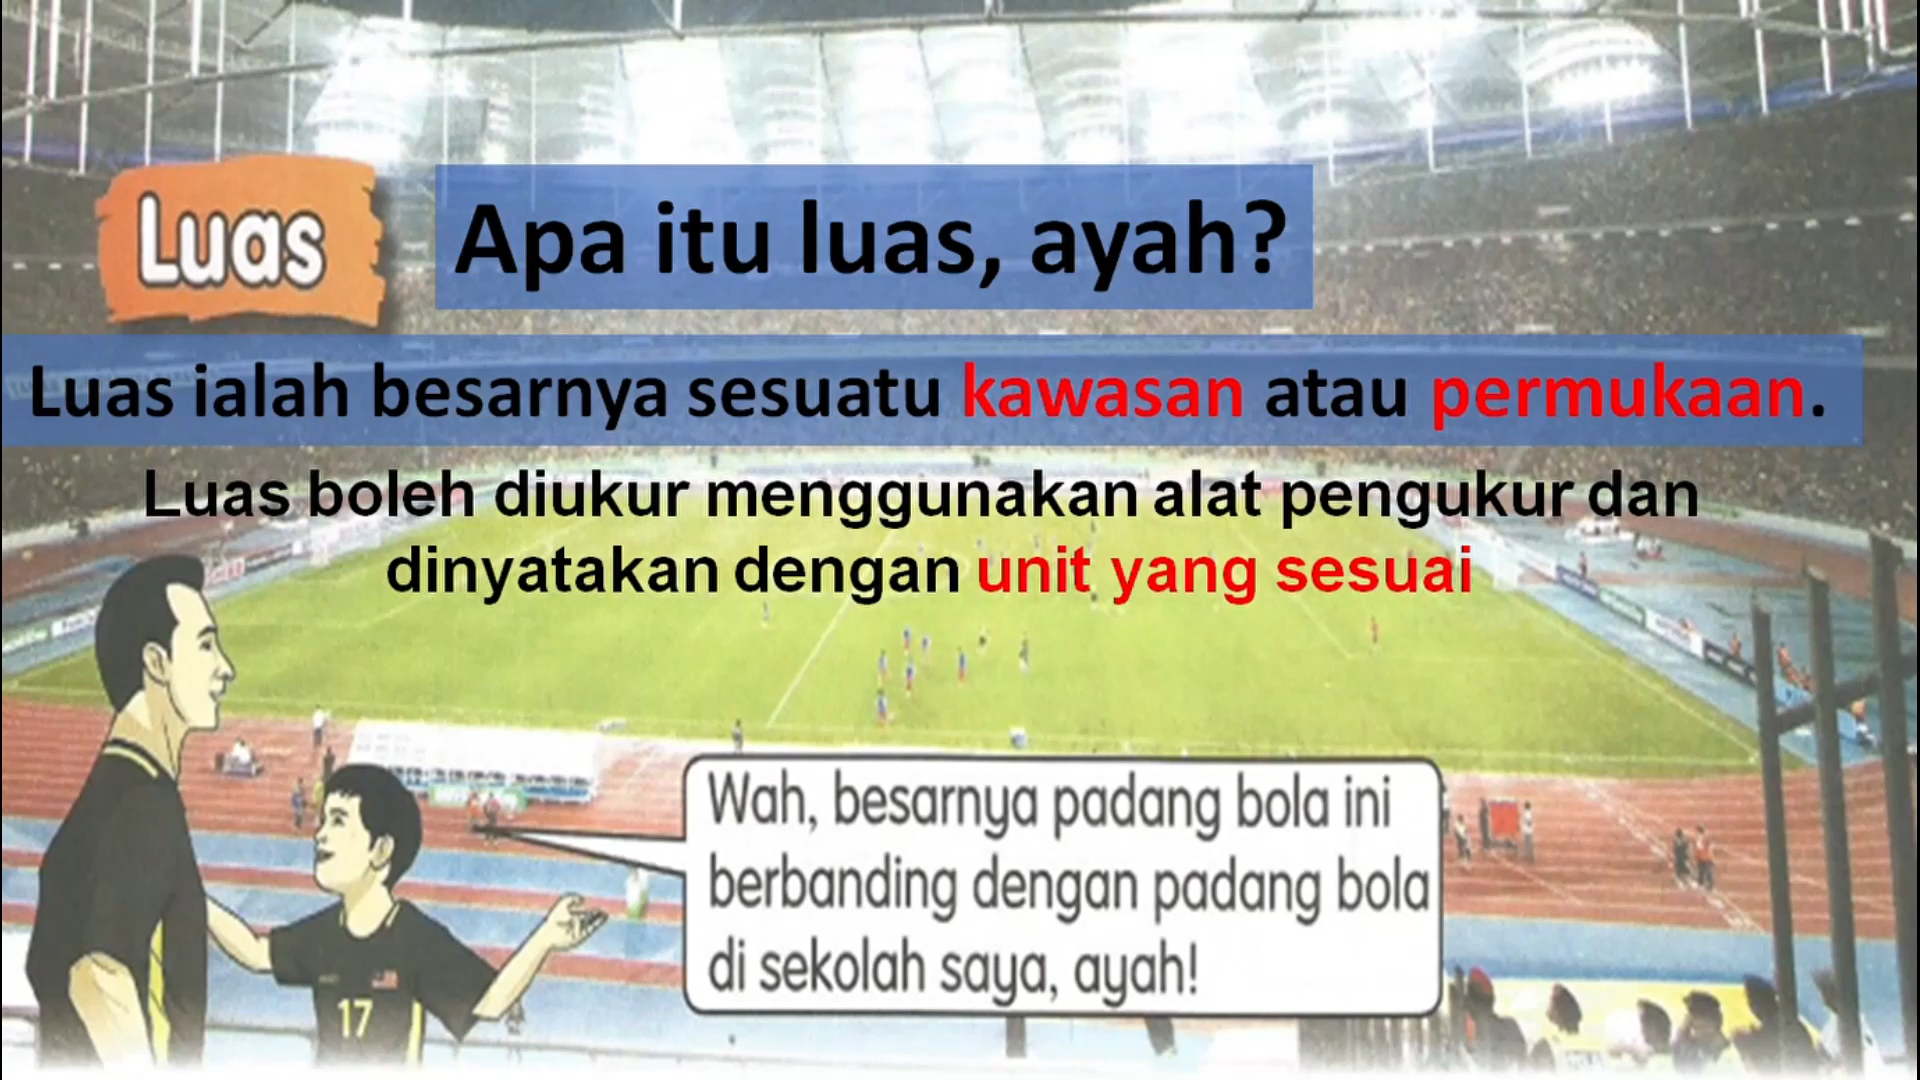 Luas
Apa itu luas, ayah?
Luas ialah besarnya sesuatu kawasan atau permukaan.
Luas boleh diukur menggunakan alat pengukur dan
dinyatakan dengan unit yang sesuai
Wah, besarnya padang bola ini
berbanding dengan padang bola
di sekolah saya, ayah!
17